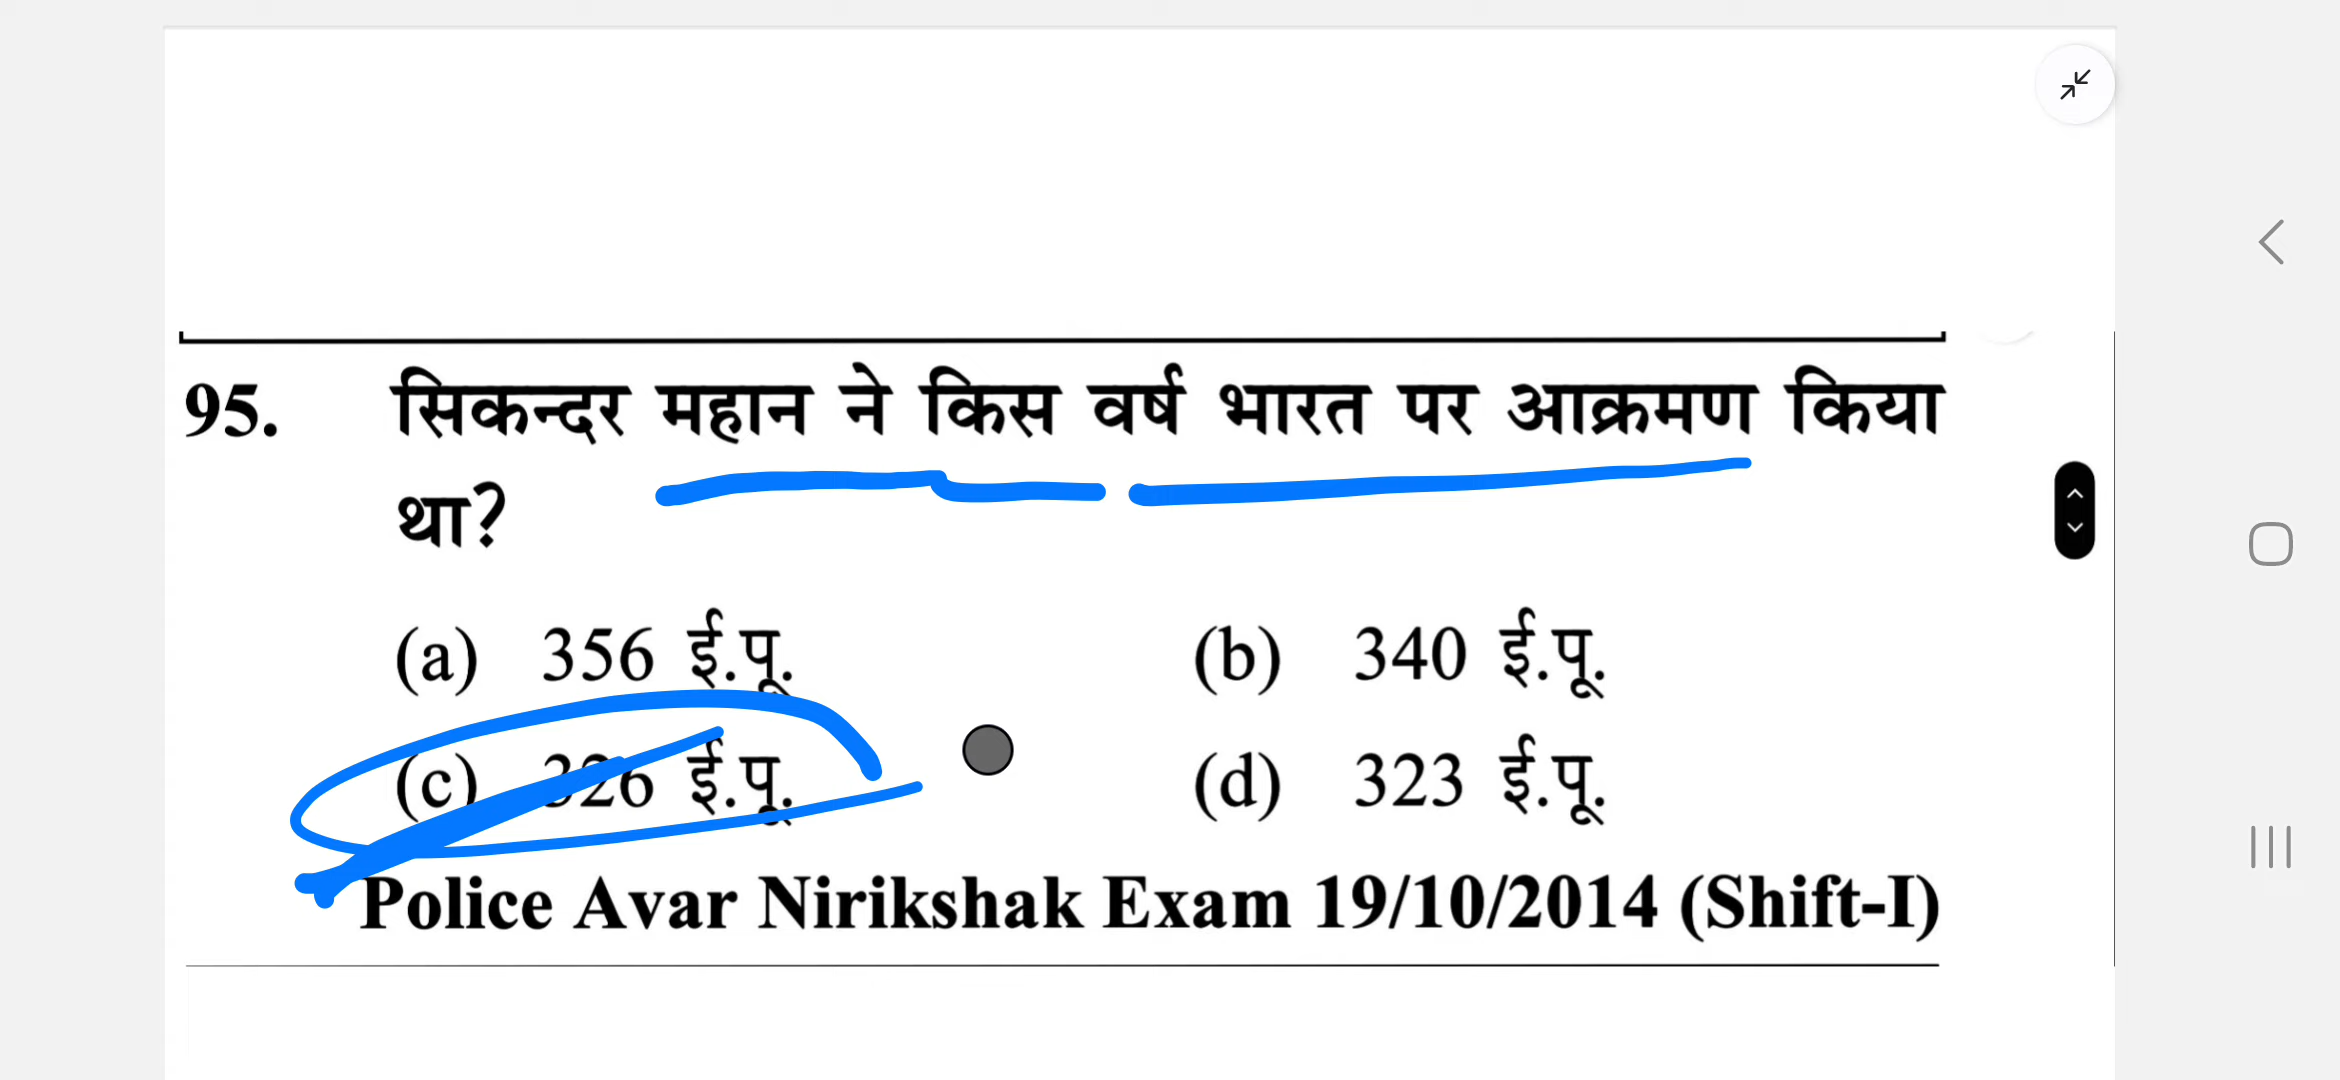 95. सिकन्दर महान ने किस वर्ष भारत पर आक्रमण किया
था?
(a) 356 ई.पू. (b) 340 ई.पू.
(c) 326 ई.पू. (d) 323 ई.पू.
Police Avar Nirikshak Exam 19/10/2014 (Shift-I)